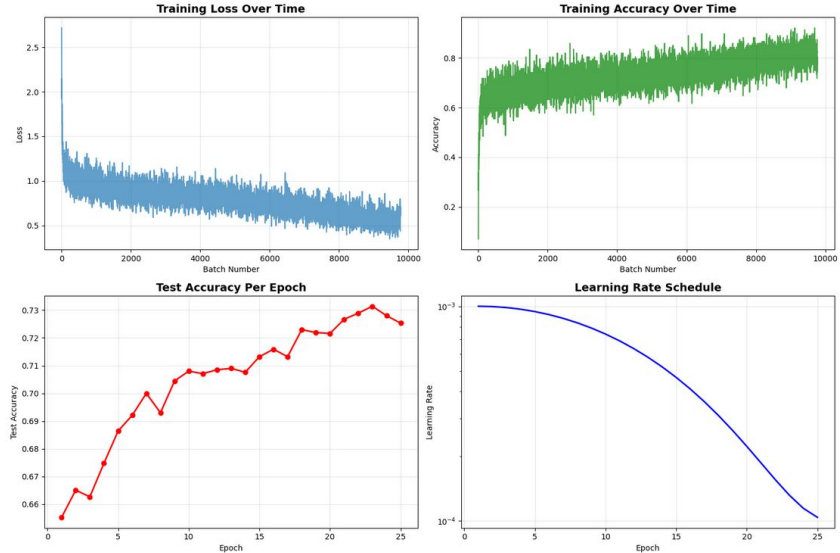 Training Loss Over Time
2.5
2.0
1.5
1.0
0.5
Loss
0 2000 4000 6000 8000 10000
Batch Number
Training Accuracy Over Time
0.8
0.6
0.4
0.2
Accuracy
0 2000 4000 6000 8000 10000
Batch Number
Test Accuracy Per Epoch
0.73
0.72
0.71
0.70
0.69
0.68
0.67
0.66
Test Accuracy
0 5 10 15 20 25
Epoch
Learning Rate Schedule
10⁻³
10⁻⁴
Learning Rate
0 5 10 15 20 25
Epoch